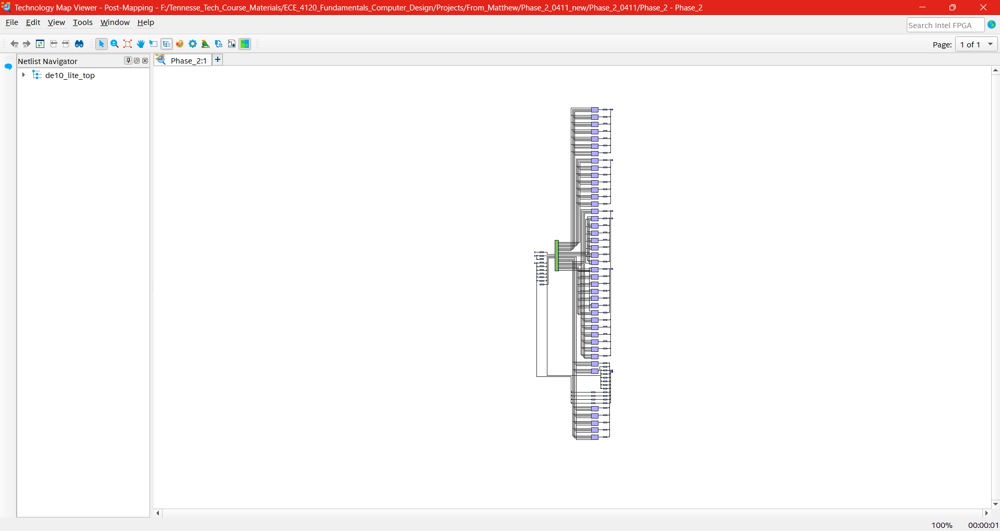 Technology Map Viewer - Post-Mapping - F:/Tennesse_Tech_Course_Materials/ECE_4120_Fundamentals_Computer_Design/Projects/From_Matthew/Phase_2_0411_new/Phase_2_0411/Phase_2 - Phase_2
File Edit View Tools Window Help
Search Intel FPGA
Page: 1 of 1
Netlist Navigator
Phase_2:1
+
de10_lite_top
100% 00:00:01